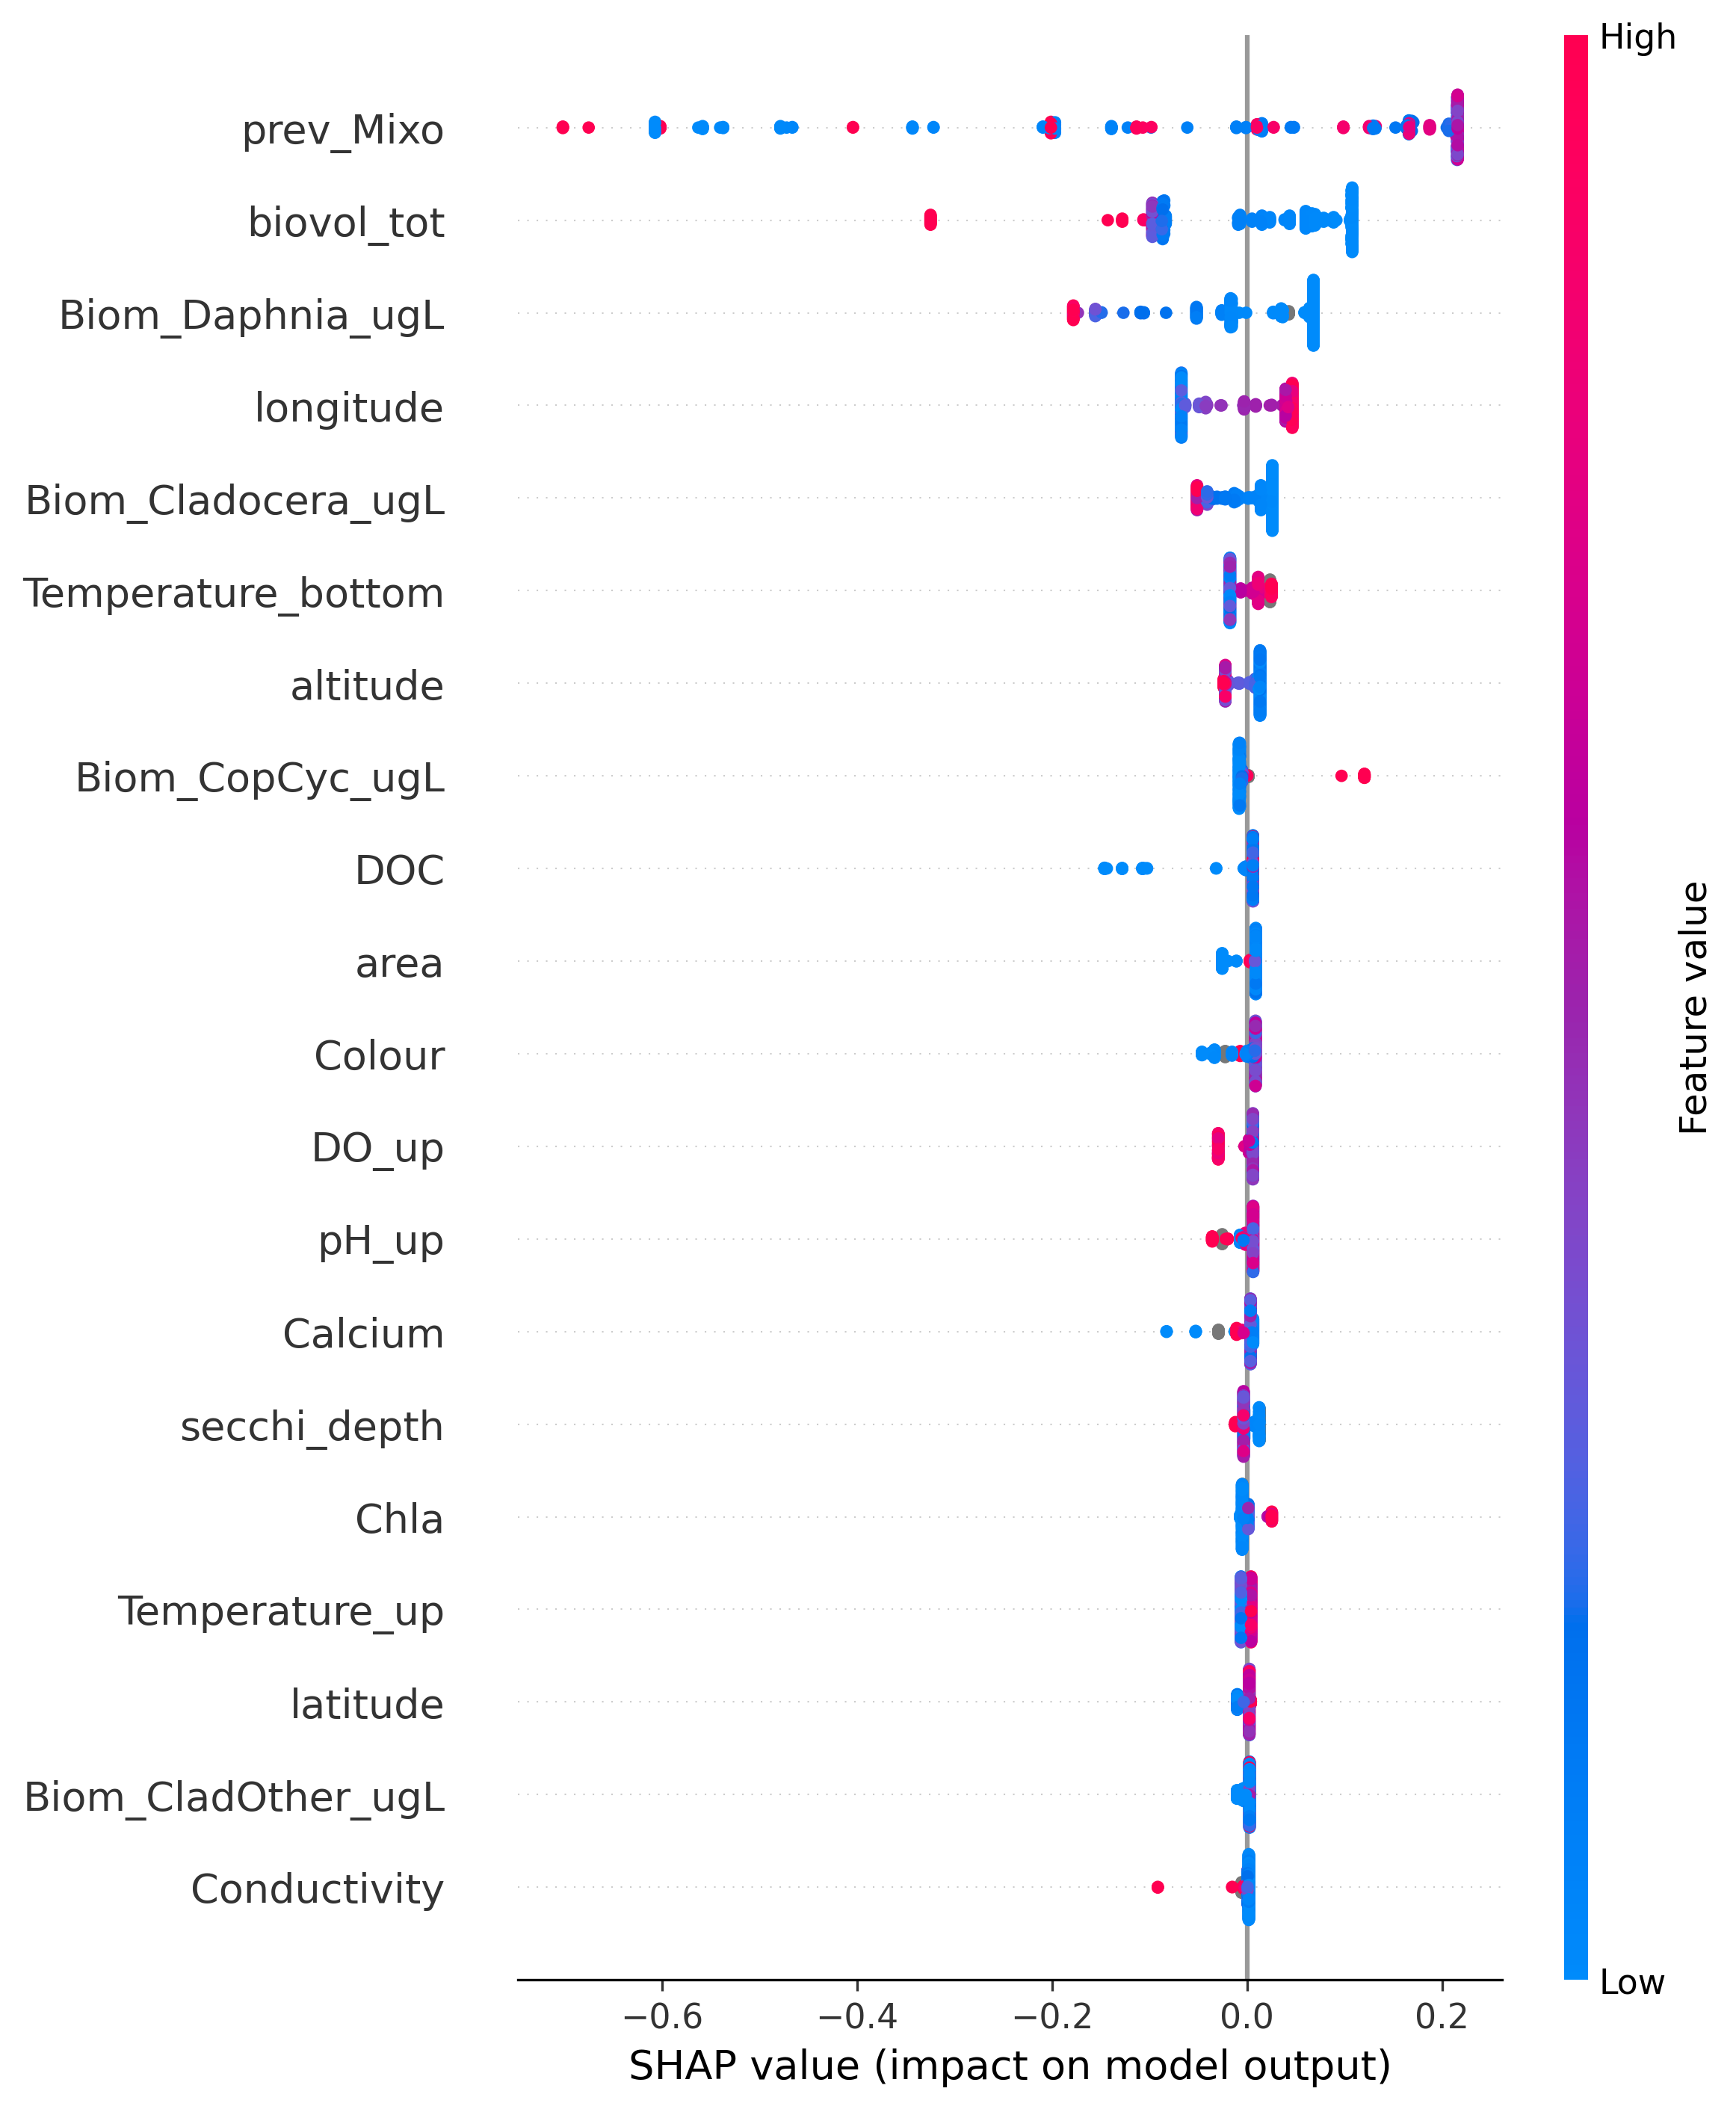 High
prev_Mixo
biovol_tot
Biom_Daphnia_ugL
longitude
Biom_Cladocera_ugL
Temperature_bottom
altitude
Biom_CopCyc_ugL
DOC
area
Colour
DO_up
pH_up
Calcium
secchi_depth
Chla
Temperature_up
latitude
Biom_CladOther_ugL
Conductivity
Feature value
Low
−0.6 −0.4 −0.2 0.0 0.2
SHAP value (impact on model output)